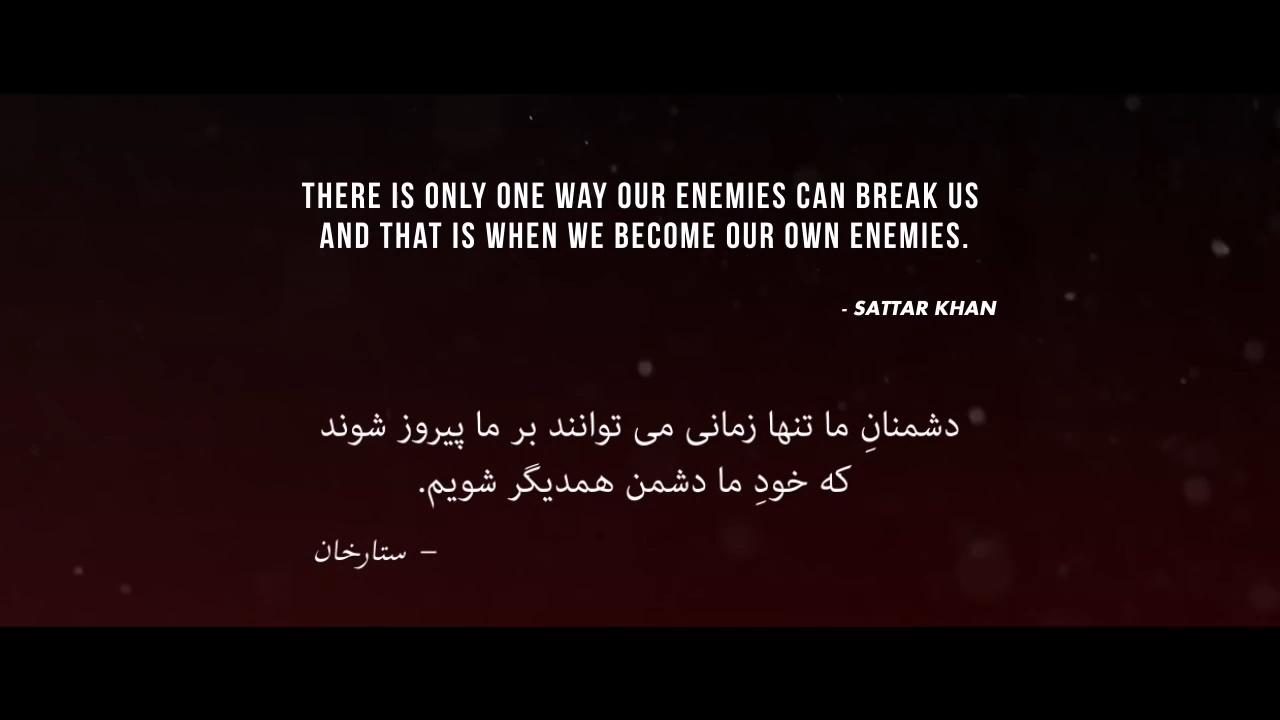 THERE IS ONLY ONE WAY OUR ENEMIES CAN BREAK US
AND THAT IS WHEN WE BECOME OUR OWN ENEMIES.
- SATTAR KHAN
دشمنانِ ما تنها زمانی می توانند بر ما پیروز شوند
که خودِ ما دشمن همدیگر شویم.
– ستارخان